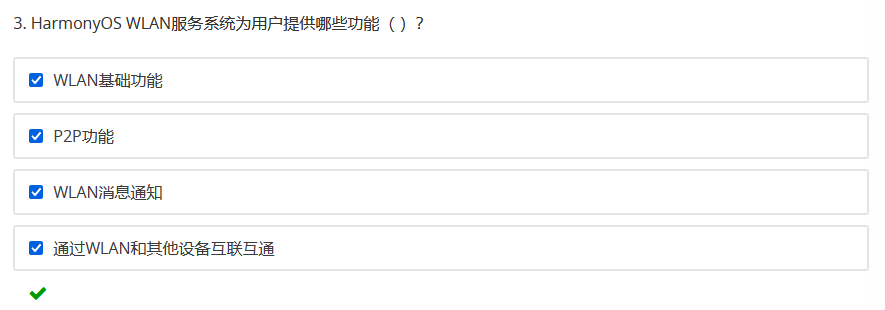 3. HarmonyOS WLAN服务系统为用户提供哪些功能（ ）？
WLAN基础功能
P2P功能
WLAN消息通知
通过WLAN和其他设备互联互通